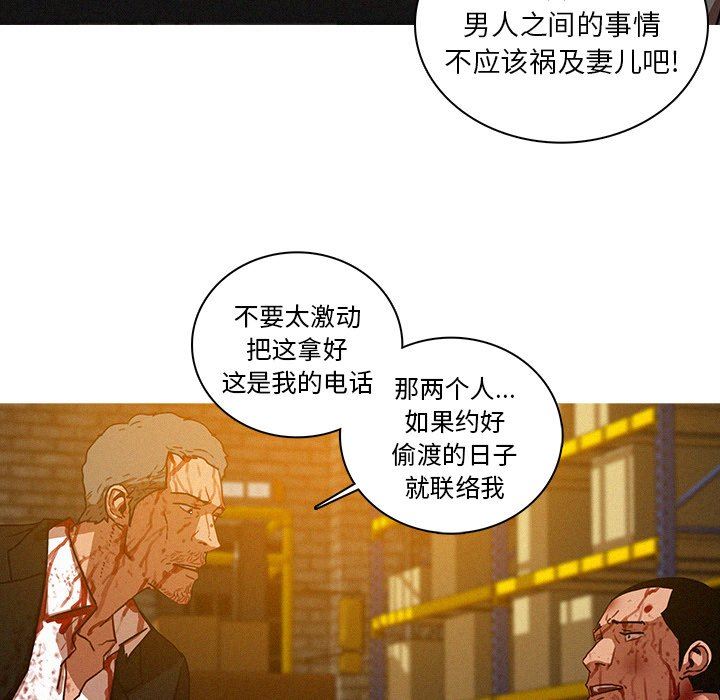 男人之间的事情
不应该祸及妻儿吧!
不要太激动
把这拿好
这是我的电话
那两个人...
如果约好
偷渡的日子
就联络我